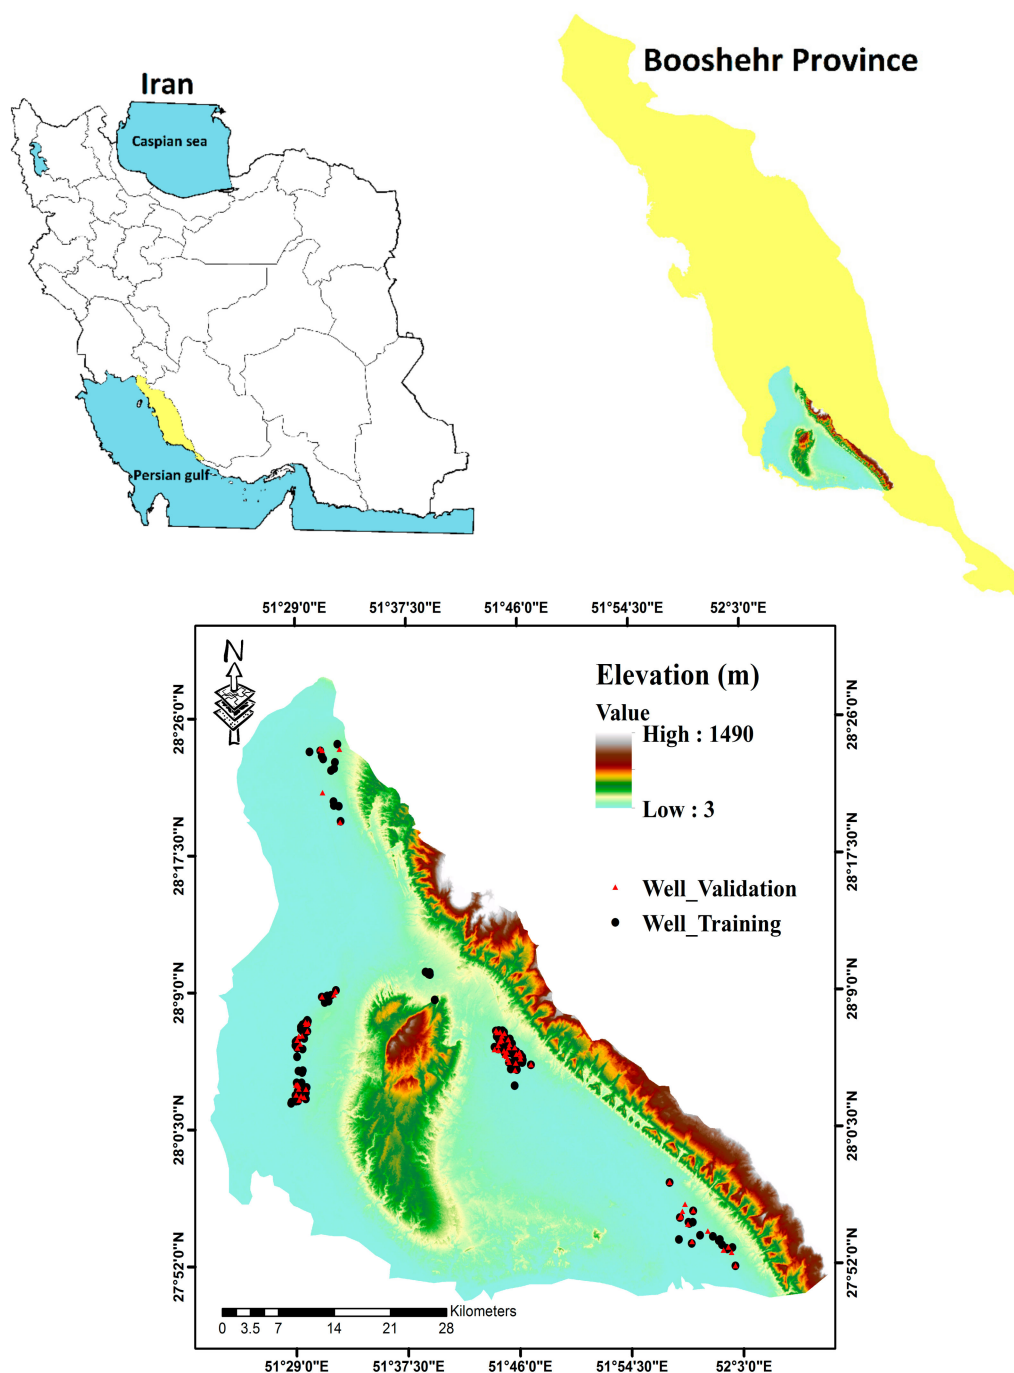 Iran
Caspian sea
Persian gulf
Booshehr Province
51°29'0"E
51°37'30"E
51°46'0"E
51°54'30"E
52°3'0"E
N
Elevation (m)
Value
High : 1490
Low : 3
Well_Validation
Well_Training
28°26'0"N
28°17'30"N
28°9'0"N
28°0'30"N
27°52'0"N
28°26'0"N
28°17'30"N
28°9'0"N
28°0'30"N
27°52'0"N
Kilometers
0 3.5 7 14 21 28
51°29'0"E
51°37'30"E
51°46'0"E
51°54'30"E
52°3'0"E